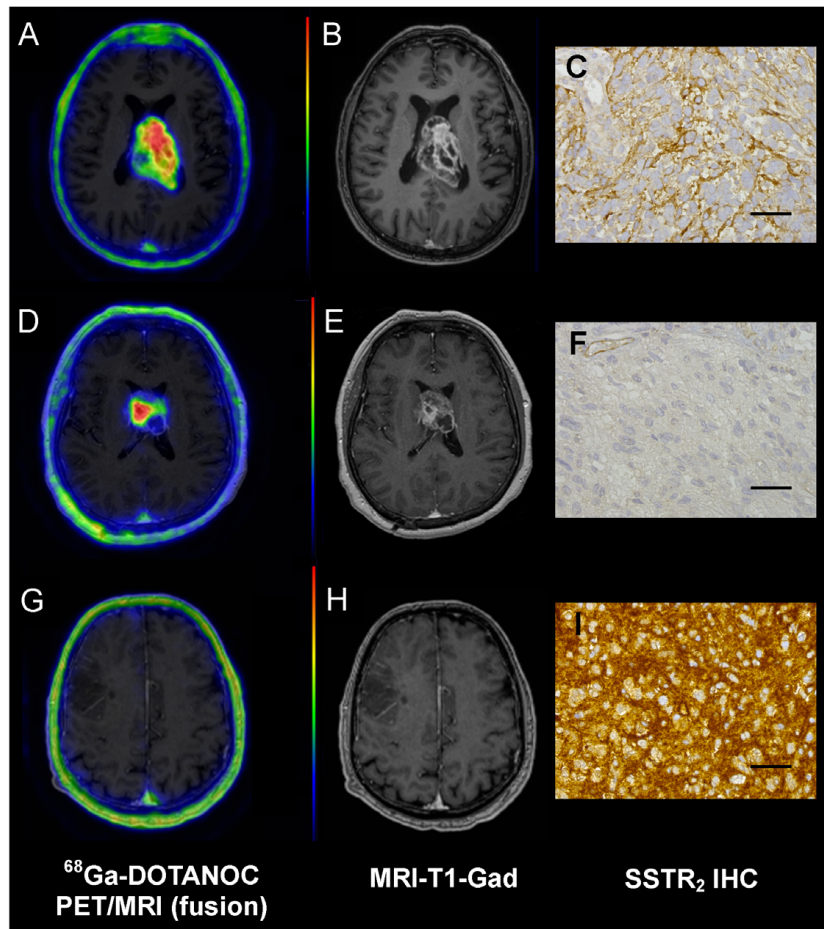 A
B
C
D
E
F
G
H
I
⁶⁸Ga-DOTANOC
PET/MRI (fusion)
MRI-T1-Gad
SSTR₂ IHC